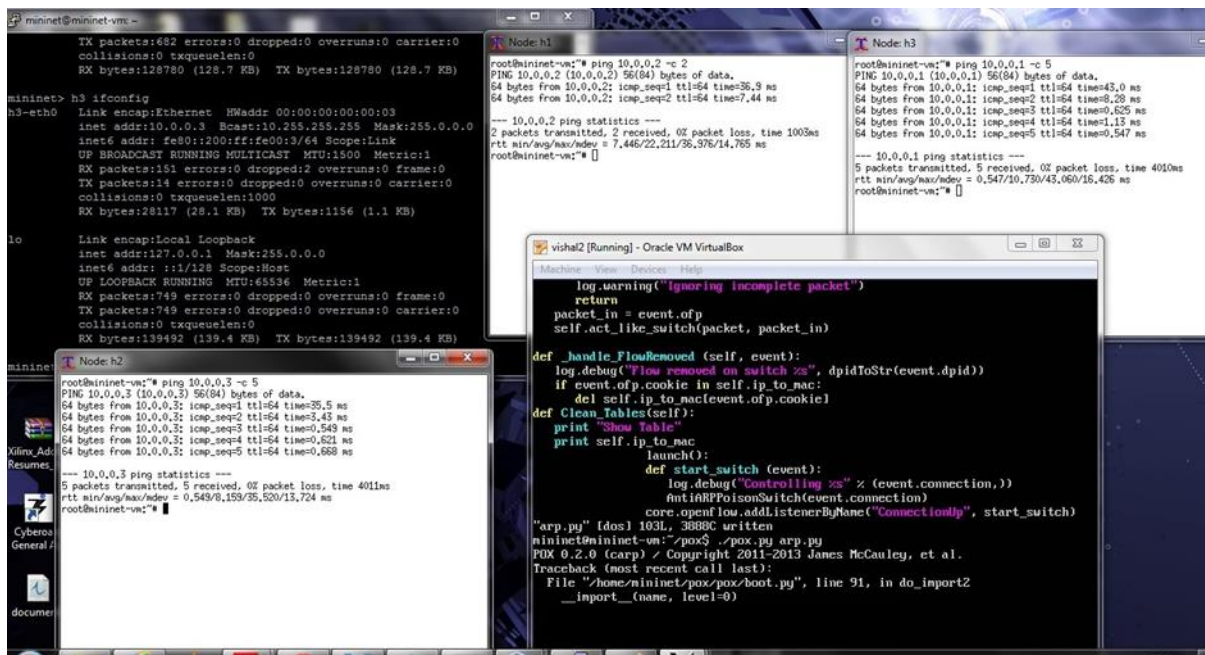 mininet@mininet-vm: ~
TX packets:682 errors:0 dropped:0 overruns:0 carrier:0
collisions:0 txqueuelen:0
RX bytes:128780 (128.7 KB)  TX bytes:128780 (128.7 KB)
mininet> h3 ifconfig
h3-eth0   Link encap:Ethernet  HWaddr 00:00:00:00:00:03
inet addr:10.0.0.3  Bcast:10.255.255.255  Mask:255.0.0.0
inet6 addr: fe80::200:ff:fe00:3/64 Scope:Link
UP BROADCAST RUNNING MULTICAST  MTU:1500  Metric:1
RX packets:151 errors:0 dropped:2 overruns:0 frame:0
TX packets:14 errors:0 dropped:0 overruns:0 carrier:0
collisions:0 txqueuelen:1000
RX bytes:28117 (28.1 KB)  TX bytes:1156 (1.1 KB)
lo        Link encap:Local Loopback
inet addr:127.0.0.1  Mask:255.0.0.0
inet6 addr: ::1/128 Scope:Host
UP LOOPBACK RUNNING  MTU:65536  Metric:1
RX packets:749 errors:0 dropped:0 overruns:0 frame:0
TX packets:749 errors:0 dropped:0 overruns:0 carrier:0
collisions:0 txqueuelen:0
RX bytes:139492 (139.4 KB)  TX bytes:139492 (139.4 KB)
mininet
Node: h1
root@mininet-vm:~# ping 10.0.0.2 -c 2
PING 10.0.0.2 (10.0.0.2) 56(84) bytes of data.
64 bytes from 10.0.0.2: icmp_seq=1 ttl=64 time=36.9 ms
64 bytes from 10.0.0.2: icmp_seq=2 ttl=64 time=7.44 ms
--- 10.0.0.2 ping statistics ---
2 packets transmitted, 2 received, 0% packet loss, time 1003ms
rtt min/avg/max/mdev = 7.446/22.211/36.976/14.765 ms
root@mininet-vm:~#
Node: h3
root@mininet-vm:~# ping 10.0.0.1 -c 5
PING 10.0.0.1 (10.0.0.1) 56(84) bytes of data.
64 bytes from 10.0.0.1: icmp_seq=1 ttl=64 time=43.0 ms
64 bytes from 10.0.0.1: icmp_seq=2 ttl=64 time=8.28 ms
64 bytes from 10.0.0.1: icmp_seq=3 ttl=64 time=0.625 ms
64 bytes from 10.0.0.1: icmp_seq=4 ttl=64 time=1.13 ms
64 bytes from 10.0.0.1: icmp_seq=5 ttl=64 time=0.547 ms
--- 10.0.0.1 ping statistics ---
5 packets transmitted, 5 received, 0% packet loss, time 4010ms
rtt min/avg/max/mdev = 0.547/10.730/43.060/16.426 ms
root@mininet-vm:~#
Node: h2
root@mininet-vm:~# ping 10.0.0.3 -c 5
PING 10.0.0.3 (10.0.0.3) 56(84) bytes of data.
64 bytes from 10.0.0.3: icmp_seq=1 ttl=64 time=35.5 ms
64 bytes from 10.0.0.3: icmp_seq=2 ttl=64 time=3.43 ms
64 bytes from 10.0.0.3: icmp_seq=3 ttl=64 time=0.549 ms
64 bytes from 10.0.0.3: icmp_seq=4 ttl=64 time=0.621 ms
64 bytes from 10.0.0.3: icmp_seq=5 ttl=64 time=0.668 ms
--- 10.0.0.3 ping statistics ---
5 packets transmitted, 5 received, 0% packet loss, time 4011ms
rtt min/avg/max/mdev = 0.549/8.159/35.520/13.724 ms
root@mininet-vm:~#
vishal2 [Running] - Oracle VM VirtualBox
Machine  View  Devices  Help
log.warning("Ignoring incomplete packet")
return
packet_in = event.ofp
self.act_like_switch(packet, packet_in)
def _handle_FlowRemoved (self, event):
log.debug("Flow removed on switch %s", dpidToStr(event.dpid))
if event.ofp.cookie in self.ip_to_mac:
del self.ip_to_mac[event.ofp.cookie]
def Clean_Tables(self):
print "Show Table"
print self.ip_to_mac
launch():
def start_switch (event):
log.debug("Controlling %s" % (event.connection,))
AntiARPPoisonSwitch(event.connection)
core.openflow.addListenerByName("ConnectionUp", start_switch)
"arp.py" [dos] 103L, 3888C written
mininet@mininet-vm:~/pox$ ./pox.py arp.py
POX 0.2.0 (carp) / Copyright 2011-2013 James McCauley, et al.
Traceback (most recent call last):
File "/home/mininet/pox/pox/boot.py", line 91, in do_import2
__import__(name, level=0)
Xilinx_Add
Resumes_
Cyberoa
General A
documen